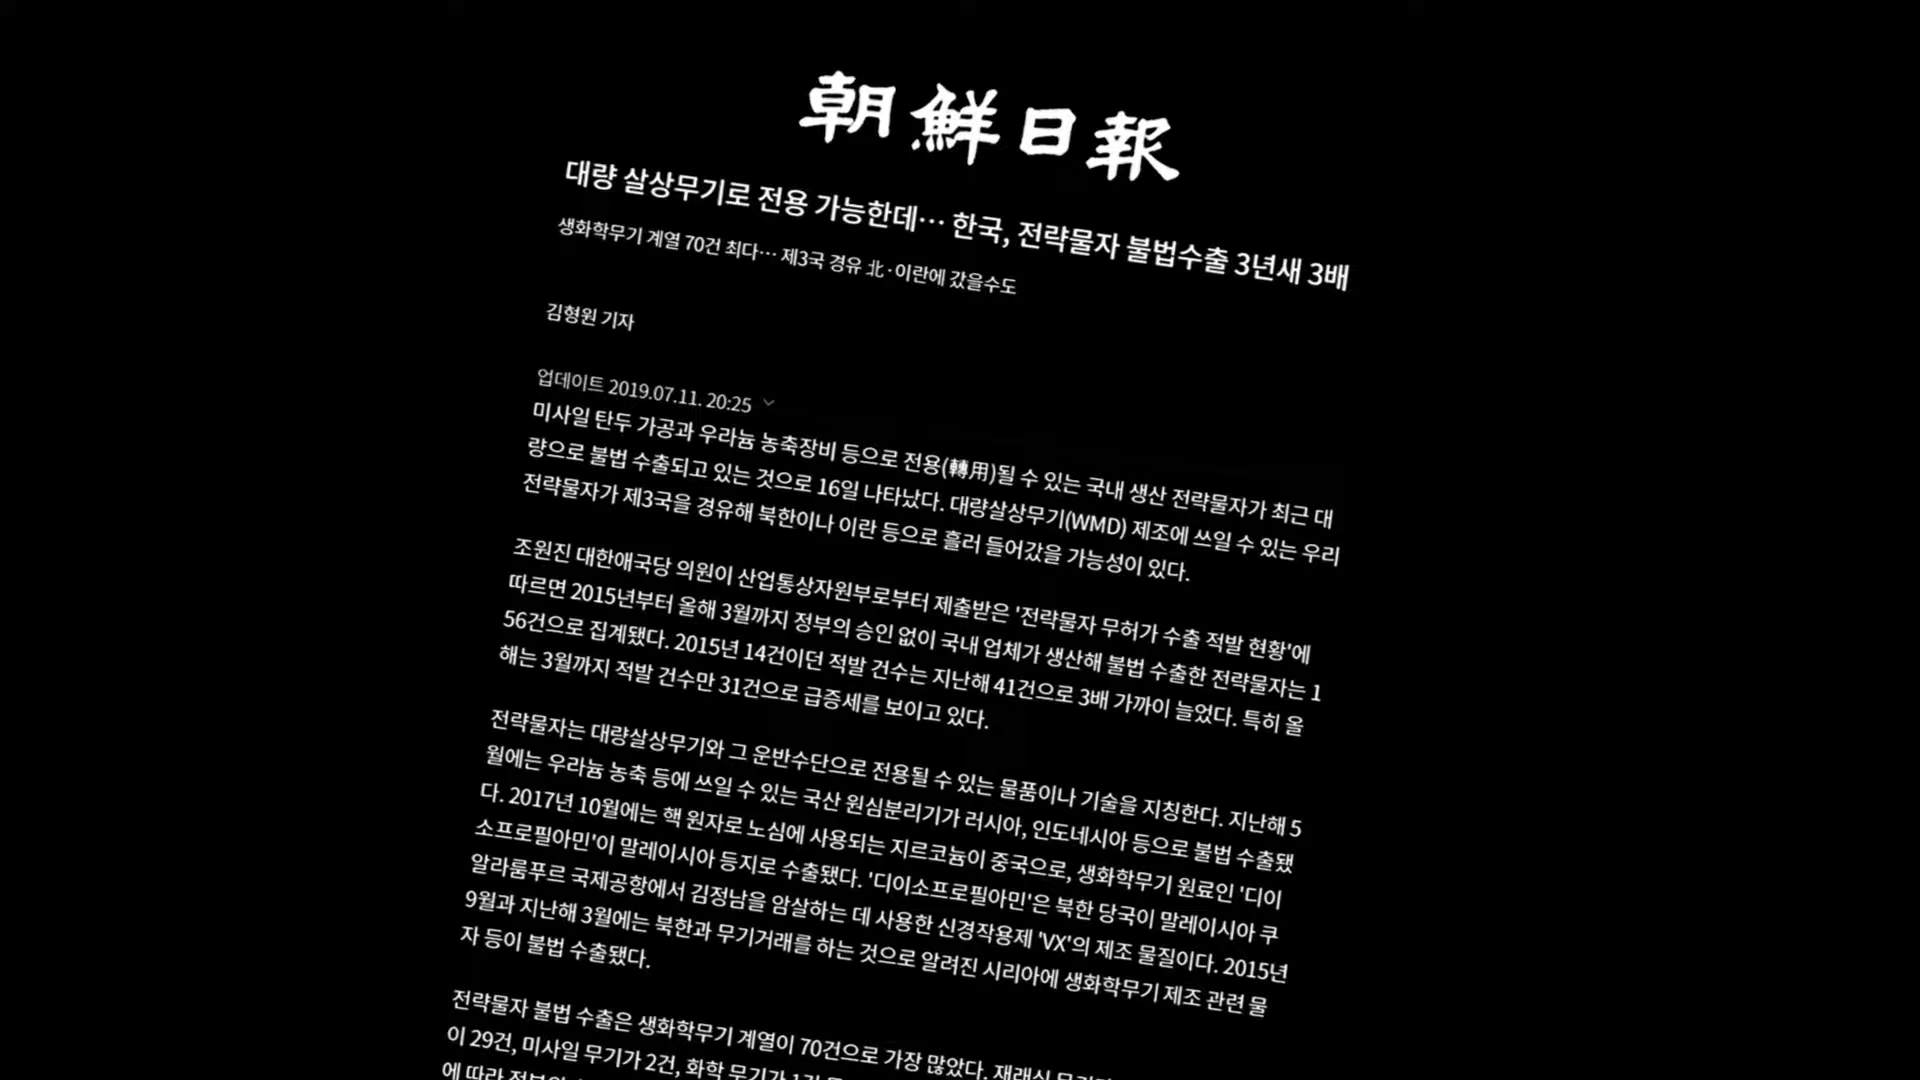 朝鮮日報
대량 살상무기로 전용 가능한데… 한국, 전략물자 불법수출 3년새 3배
생화학무기 계열 70건 최다… 제3국 경유 北·이란에 갔을수도
김형원 기자
업데이트 2019.07.11. 20:25
미사일 탄두 가공과 우라늄 농축장비 등으로 전용(轉用)될 수 있는 국내 생산 전략물자가 최근 대
량으로 불법 수출되고 있는 것으로 16일 나타났다. 대량살상무기(WMD) 제조에 쓰일 수 있는 우리
전략물자가 제3국을 경유해 북한이나 이란 등으로 흘러 들어갔을 가능성이 있다.
조원진 대한애국당 의원이 산업통상자원부로부터 제출받은 '전략물자 무허가 수출 적발 현황'에
따르면 2015년부터 올해 3월까지 정부의 승인 없이 국내 업체가 생산해 불법 수출한 전략물자는 1
56건으로 집계됐다. 2015년 14건이던 적발 건수는 지난해 41건으로 3배 가까이 늘었다. 특히 올
해는 3월까지 적발 건수만 31건으로 급증세를 보이고 있다.
전략물자는 대량살상무기와 그 운반수단으로 전용될 수 있는 물품이나 기술을 지칭한다. 지난해 5
월에는 우라늄 농축 등에 쓰일 수 있는 국산 원심분리기가 러시아, 인도네시아 등으로 불법 수출됐
다. 2017년 10월에는 핵 원자로 노심에 사용되는 지르코늄이 중국으로, 생화학무기 원료인 '디이
소프로필아민'이 말레이시아 등지로 수출됐다. '디이소프로필아민'은 북한 당국이 말레이시아 쿠
알라룸푸르 국제공항에서 김정남을 암살하는 데 사용한 신경작용제 'VX'의 제조 물질이다. 2015년
9월과 지난해 3월에는 북한과 무기거래를 하는 것으로 알려진 시리아에 생화학무기 제조 관련 물
자 등이 불법 수출됐다.
전략물자 불법 수출은 생화학무기 계열이 70건으로 가장 많았다. 재래식
이 29건, 미사일 무기가 2건, 화학 무기가 1건
에 따라 정부의